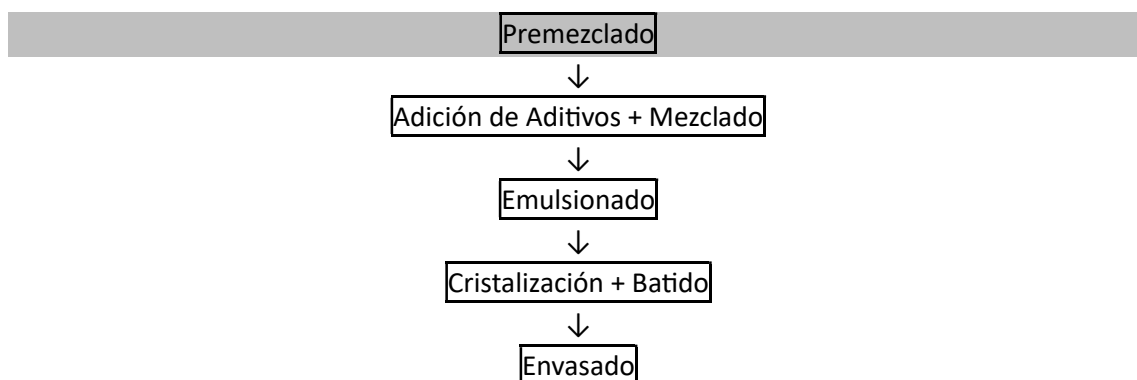 Premezclado
↓
Adición de Aditivos + Mezclado
↓
Emulsionado
↓
Cristalización + Batido
↓
Envasado